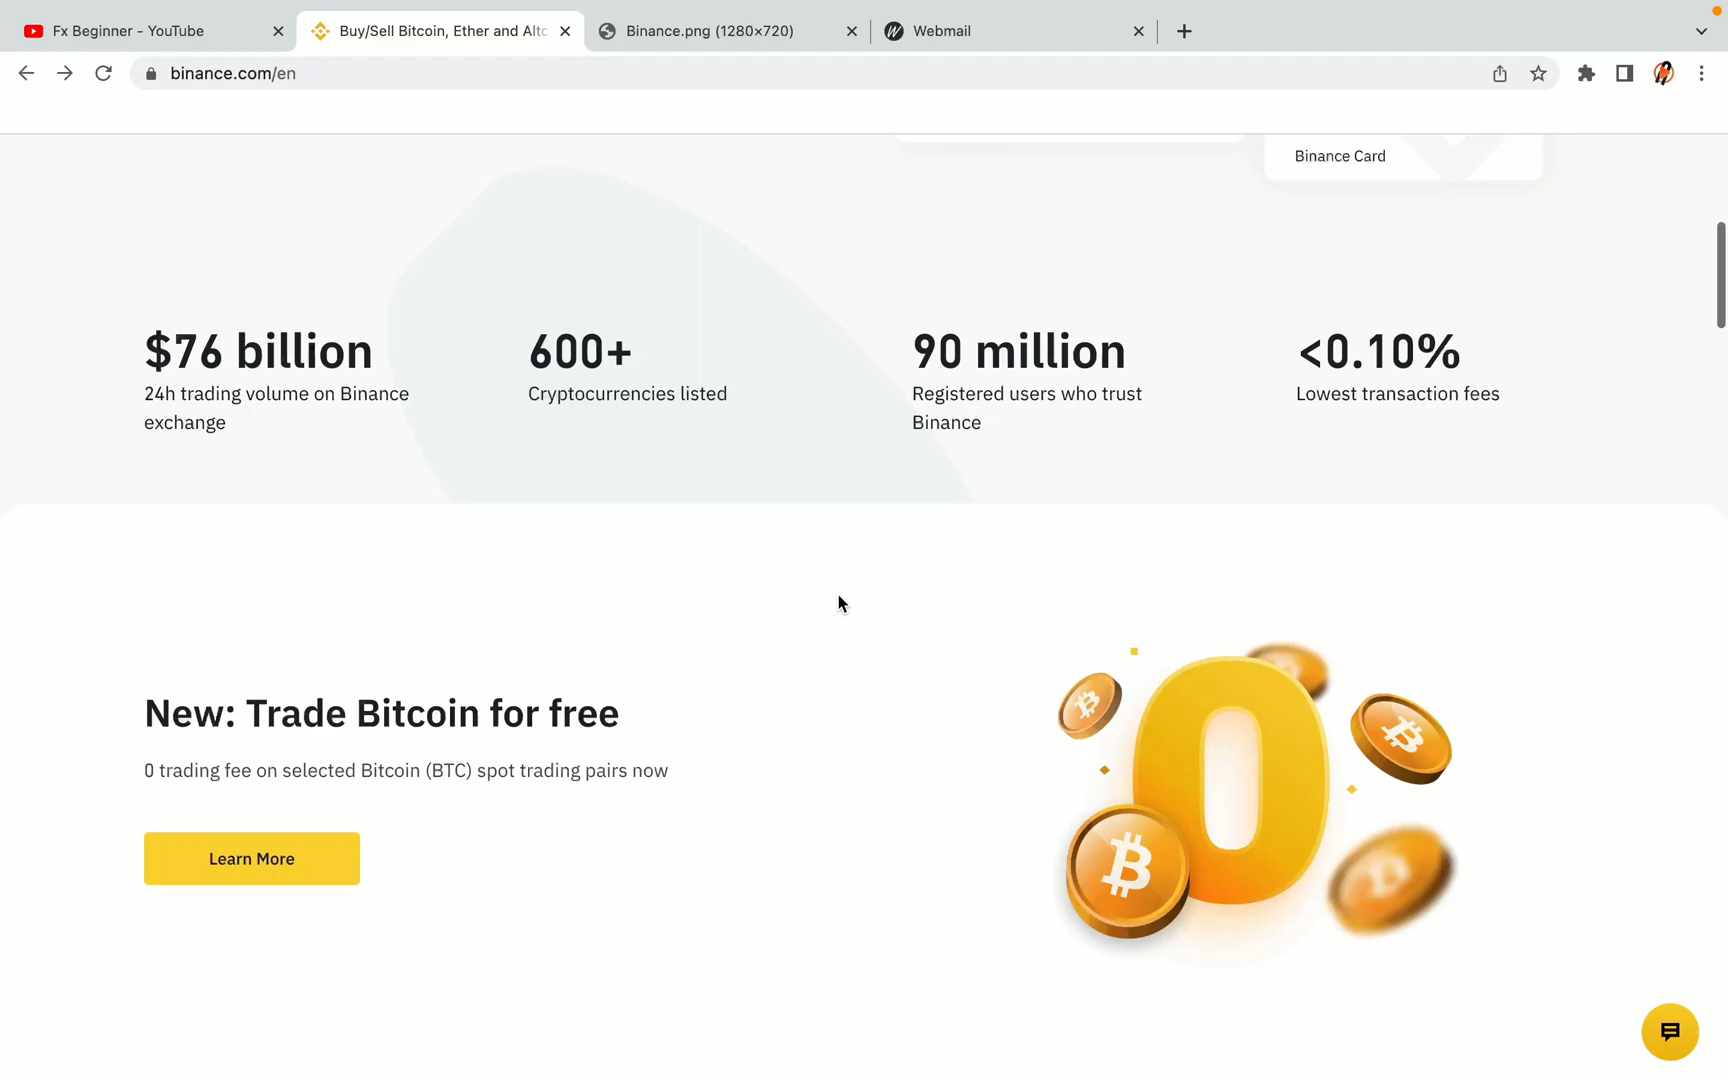 Fx Beginner - YouTube
Buy/Sell Bitcoin, Ether and Altc
Binance.png (1280×720)
Webmail
binance.com/en
Binance Card
$76 billion
24h trading volume on Binance
exchange
600+
Cryptocurrencies listed
90 million
Registered users who trust
Binance
<0.10%
Lowest transaction fees
New: Trade Bitcoin for free
0 trading fee on selected Bitcoin (BTC) spot trading pairs now
Learn More
0